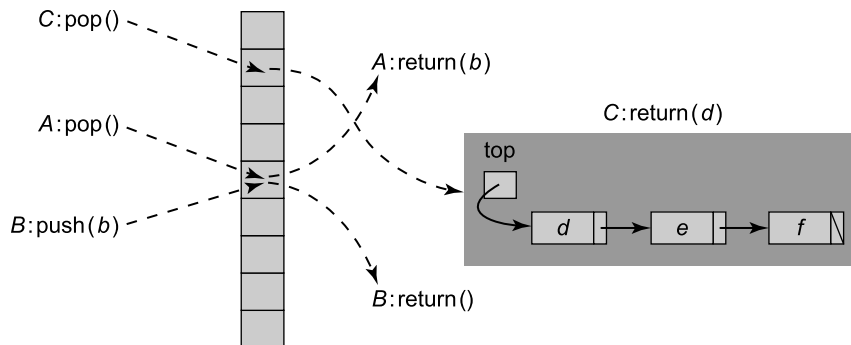 C:pop()
A:return(b)
C:return(d)
A:pop()
top
B:push(b)
d
e
f
B:return()